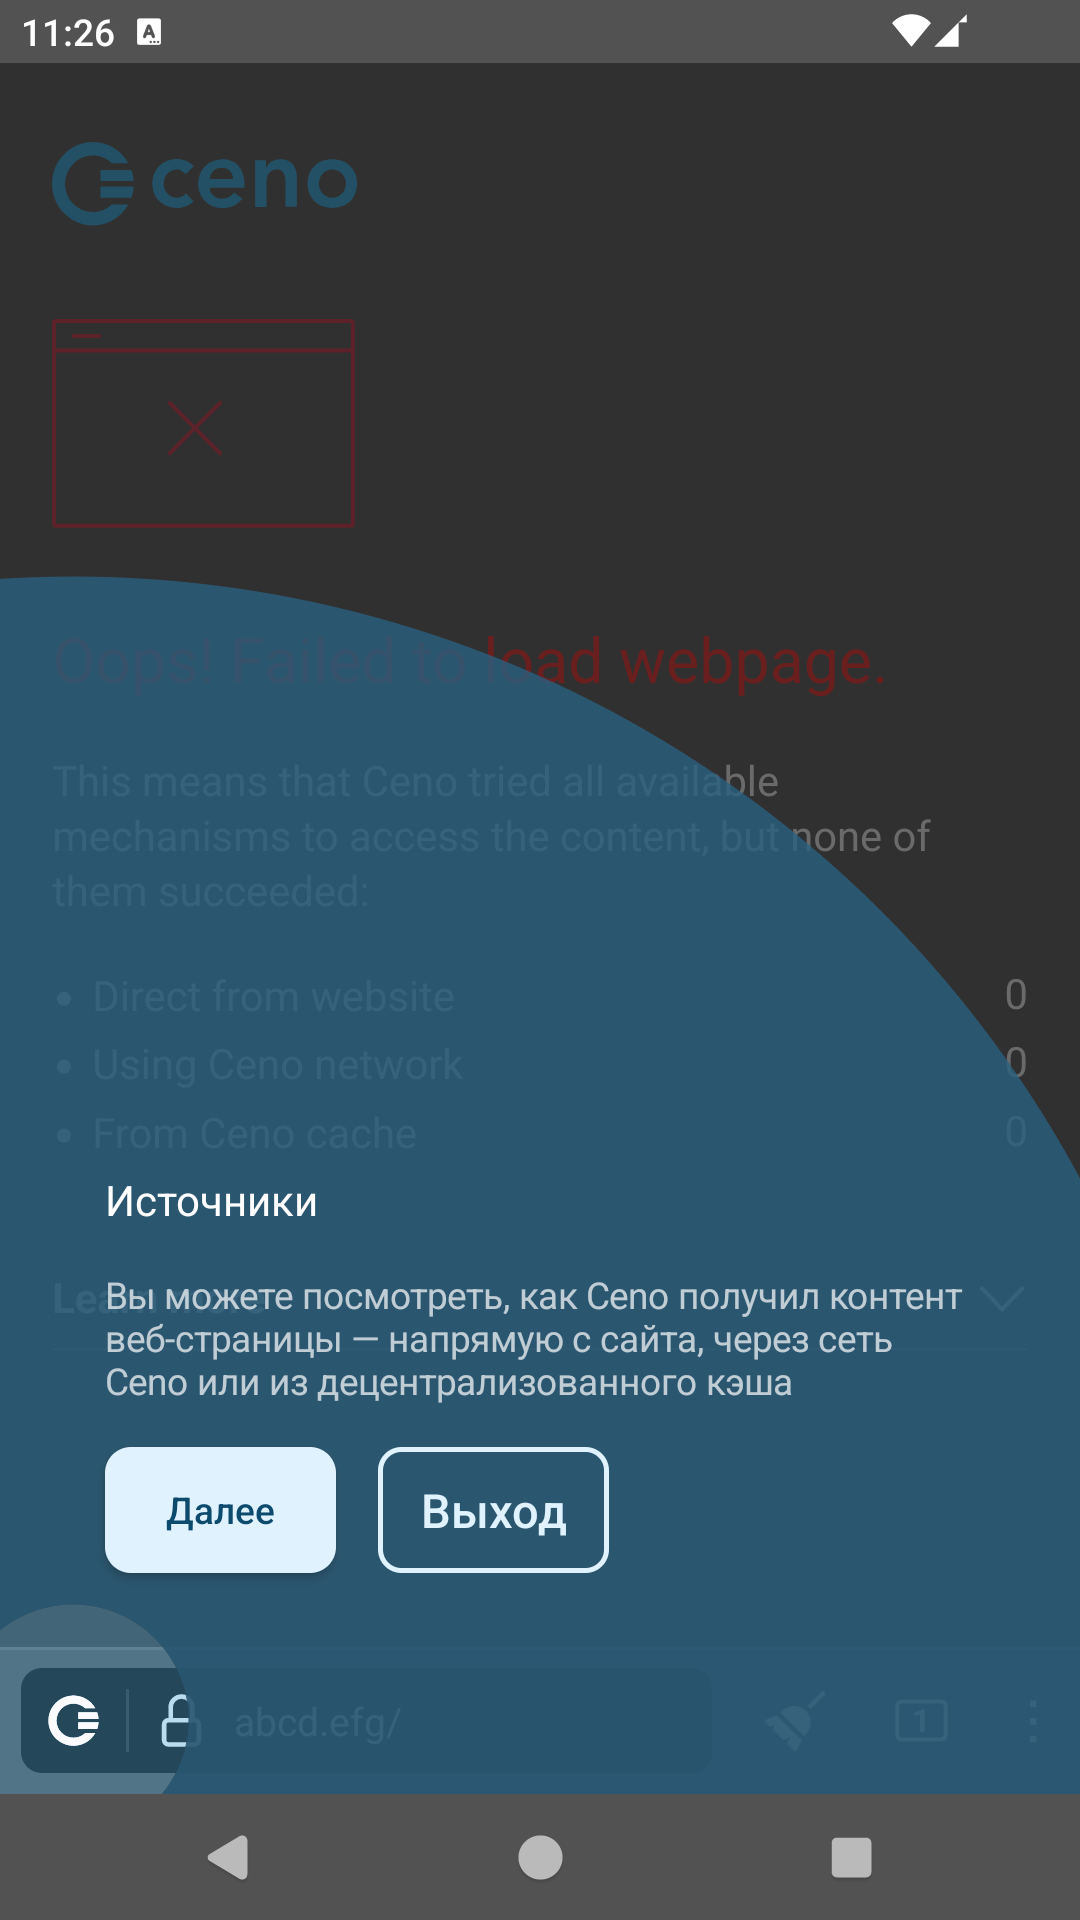 11:26
ceno
Oops! Failed to load webpage.
This means that Ceno tried all available
mechanisms to access the content, but none of
them succeeded:
• Direct from website 0
• Using Ceno network 0
• From Ceno cache 0
Источники
Вы можете посмотреть, как Ceno получил контент
веб-страницы — напрямую с сайта, через сеть
Ceno или из децентрализованного кэша
Далее
Выход
abcd.efg/
1